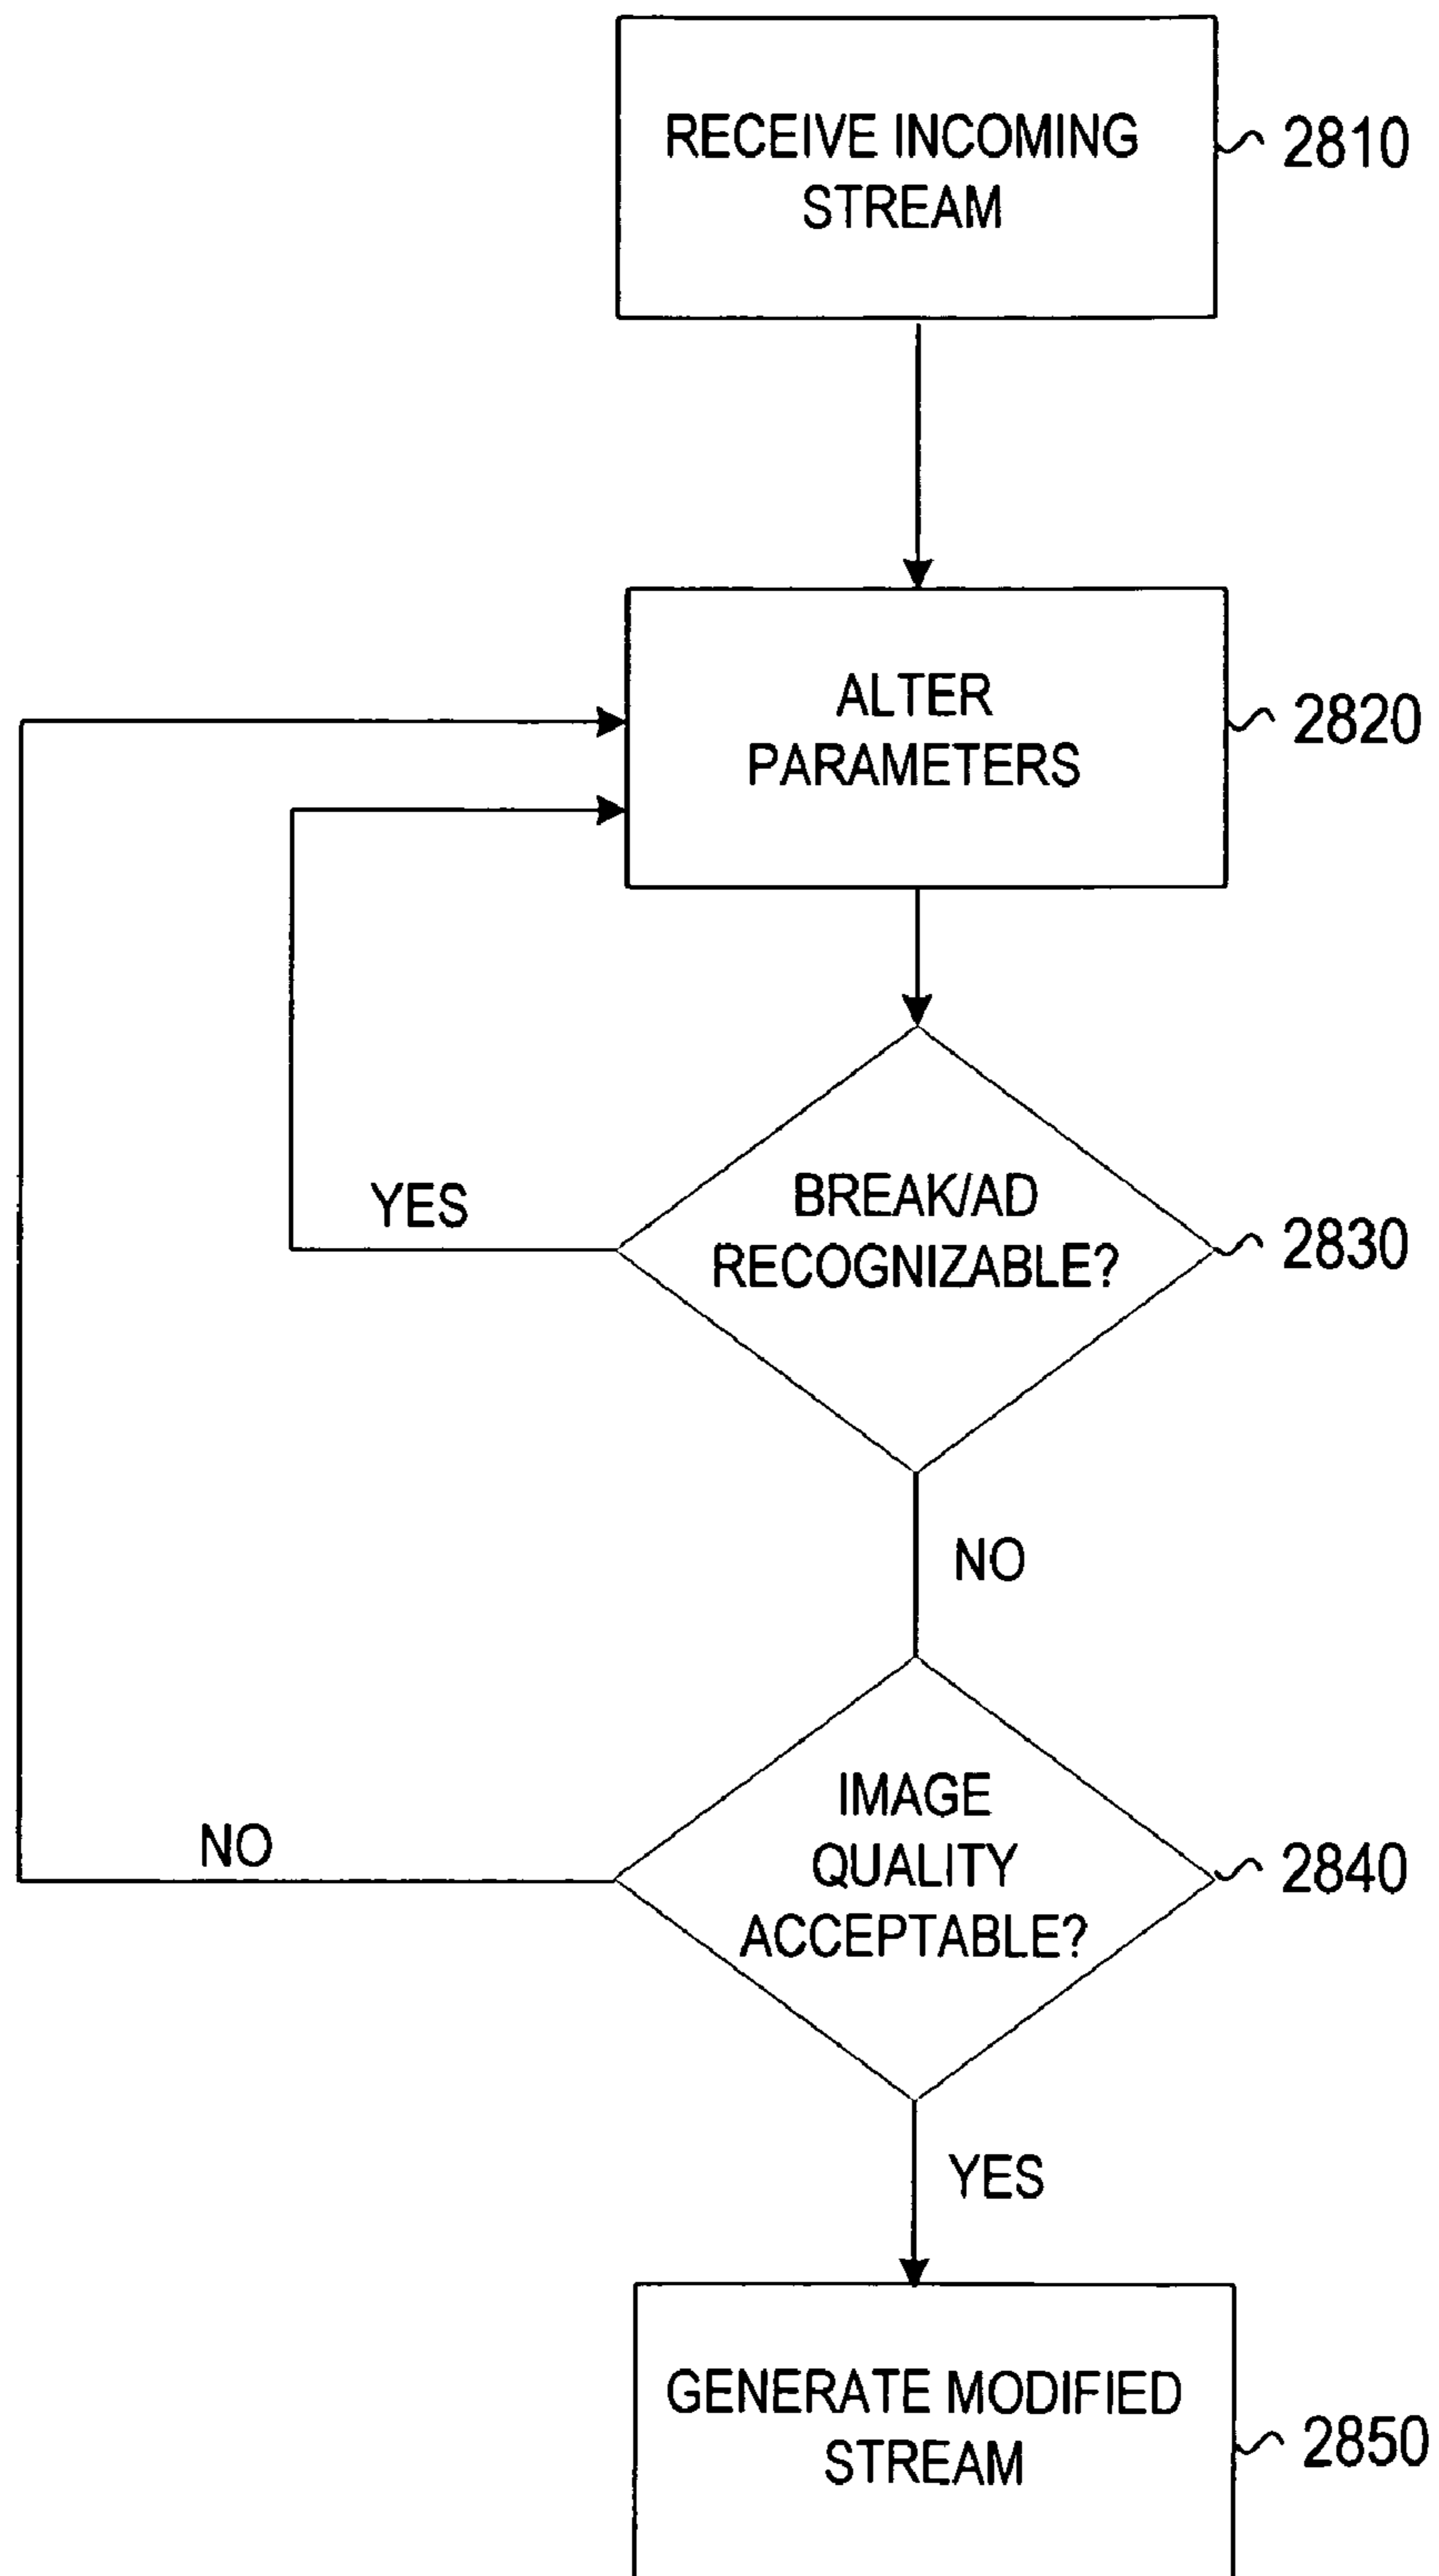 RECEIVE INCOMING
STREAM
2810
ALTER
PARAMETERS
2820
BREAK/AD
RECOGNIZABLE?
2830
YES
NO
IMAGE
QUALITY
ACCEPTABLE?
2840
NO
YES
GENERATE MODIFIED
STREAM
2850